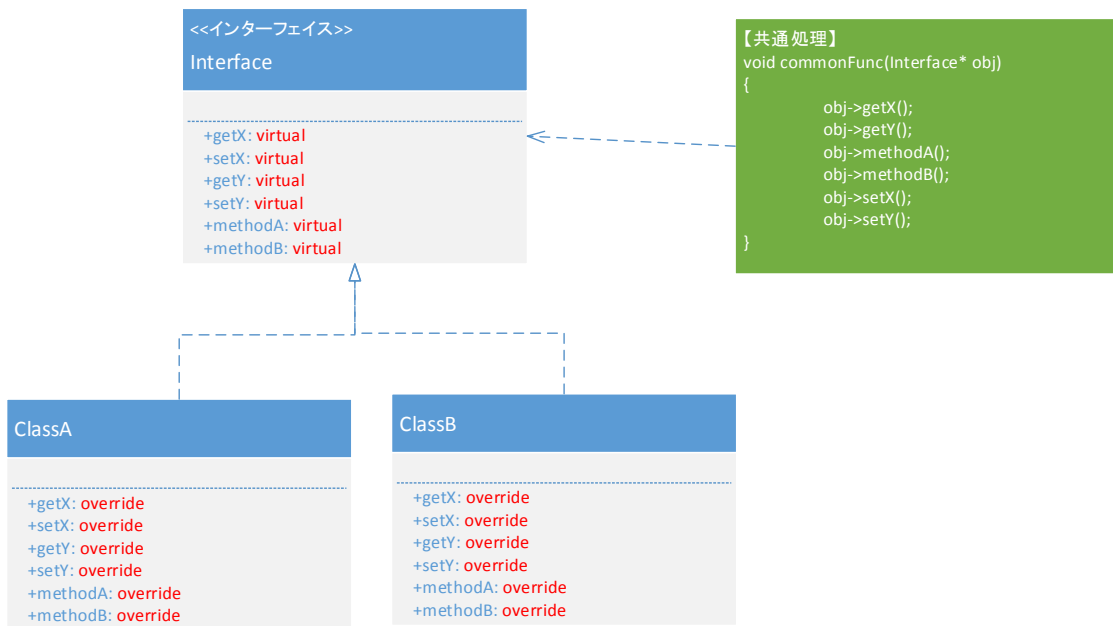 <<インターフェイス>>
Interface
+getX: virtual
+setX: virtual
+getY: virtual
+setY: virtual
+methodA: virtual
+methodB: virtual
【共通処理】
void commonFunc(Interface* obj)
{
obj->getX();
obj->getY();
obj->methodA();
obj->methodB();
obj->setX();
obj->setY();
}
ClassA
+getX: override
+setX: override
+getY: override
+setY: override
+methodA: override
+methodB: override
ClassB
+getX: override
+setX: override
+getY: override
+setY: override
+methodA: override
+methodB: override